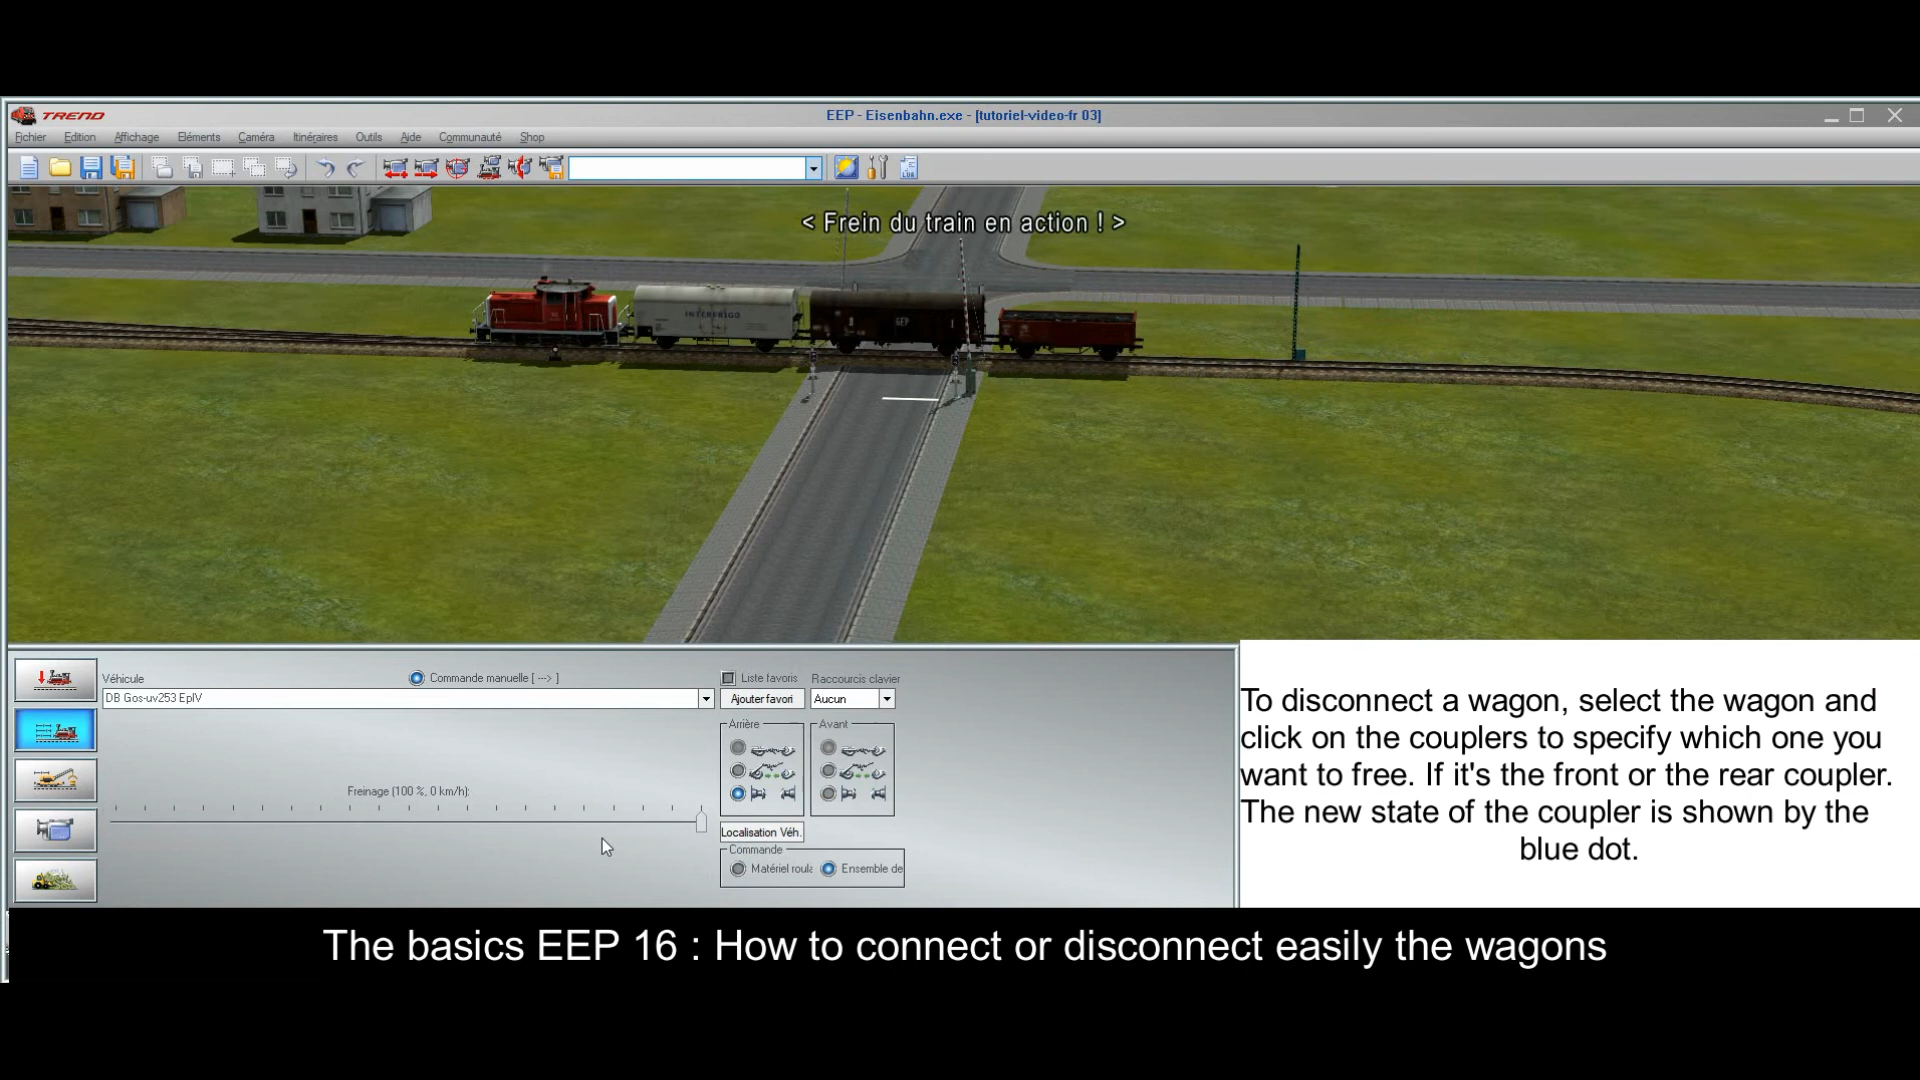 TREND
EEP - Eisenbahn.exe - [tutoriel-video-fr 03]
Fichier Edition Affichage Eléments Caméra Itinéraires Outils Aide Communauté Shop
< Frein du train en action ! >
INTERFRIGO
GEP
Véhicule
Commande manuelle [ --> ]
Liste favoris
Raccourcis clavier
DB Gos-uv253 EpIV
Ajouter favori
Aucun
Arrière
Avant
Freinage (100 %, 0 km/h):
Localisation Véh.
Commande
Matériel roula
Ensemble de
To disconnect a wagon, select the wagon and
click on the couplers to specify which one you
want to free. If it's the front or the rear coupler.
The new state of the coupler is shown by the
blue dot.
The basics EEP 16 : How to connect or disconnect easily the wagons